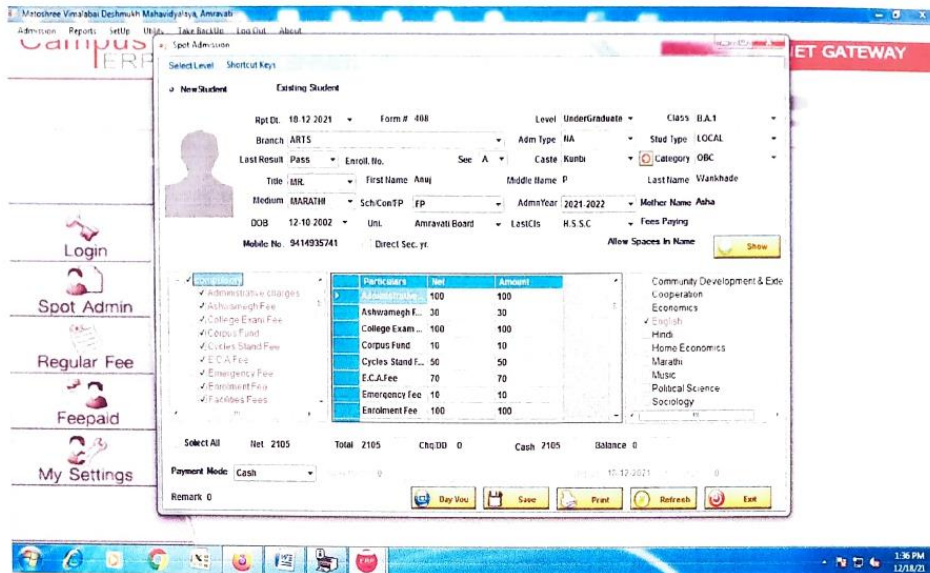 Matoshree Vimalabai Deshmukh Mahavidyalaya, Amravati
Admission Reports SetUp Utility Take BackUp Log Out About
Campus
ERP
ET GATEWAY
Spot Admission
Select Level Shortcut Keys
New Student Existing Student
Rpt Dt. 18-12-2021 Form # 408 Level UnderGraduate Class B.A.1
Branch ARTS Adm Type NA Stud Type LOCAL
Last Result Pass Enroll. No. Sec A Caste Kunbi Category OBC
Title MR. First Name Anuj Middle Name P Last Name Wankhade
Medium MARATHI Sch/Con/FP FP AdmnYear 2021-2022 Mother Name Asha
DOB 12-10-2002 Uni. Amravati Board LastCls H.S.S.C Fees Paying
Mobile No. 9414935741 Direct Sec. yr. Allow Spaces In Name Show
Login
Spot Admin
Regular Fee
Feepaid
My Settings
Compulsory
Administrative charges
Ashwamegh Fee
College Exam Fee
Corpus Fund
Cycles Stand Fee
E.C.A.Fee
Emergency Fee
Enrolment Fee
Facilities Fees
Particulars Net Amount
Administrative... 100 100
Ashwamegh F... 30 30
College Exam ... 100 100
Corpus Fund 10 10
Cycles Stand F... 50 50
E.C.A.Fee 70 70
Emergency Fee 10 10
Enrolment Fee 100 100
Community Development & Exte
Cooperation
Economics
English
Hindi
Home Economics
Marathi
Music
Political Science
Sociology
Select All Net 2105 Total 2105 Chq/DD 0 Cash 2105 Balance 0
Payment Mode Cash 0 18-12-2021 0
Remark 0 Day Vou Save Print Refresh Exit
1:36 PM
12/18/21